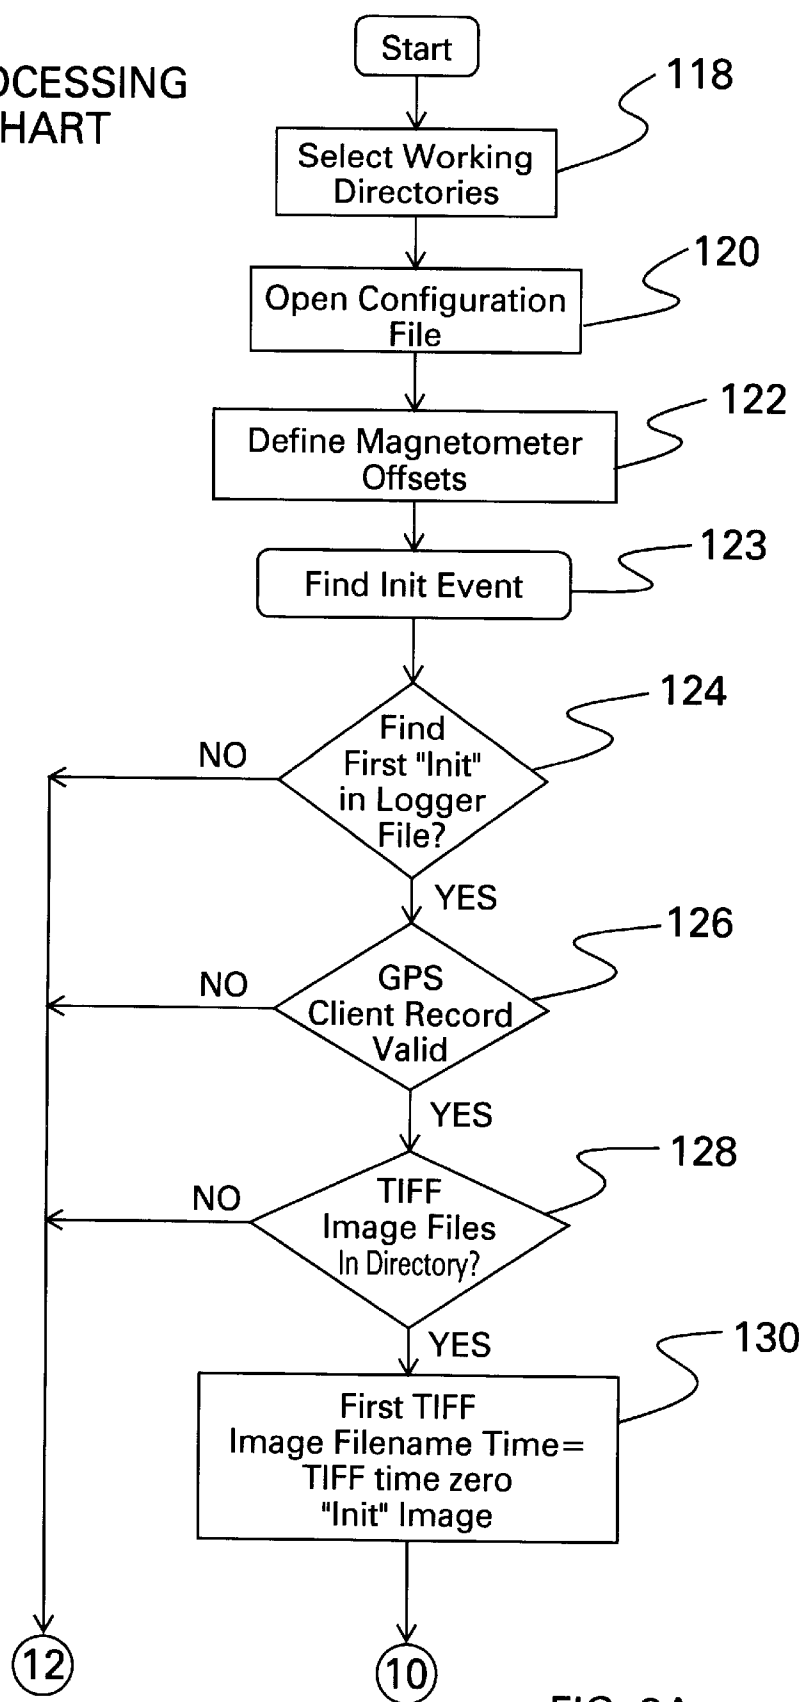 Start
118
OCESSING
HART
Select Working
Directories
120
Open Configuration
File
122
Define Magnetometer
Offsets
123
Find Init Event
124
Find
First "Init"
in Logger
File?
NO
YES
126
GPS
Client Record
Valid
NO
YES
128
TIFF
Image Files
In Directory?
NO
YES
130
First TIFF
Image Filename Time=
TIFF time zero
"Init" Image
12
10